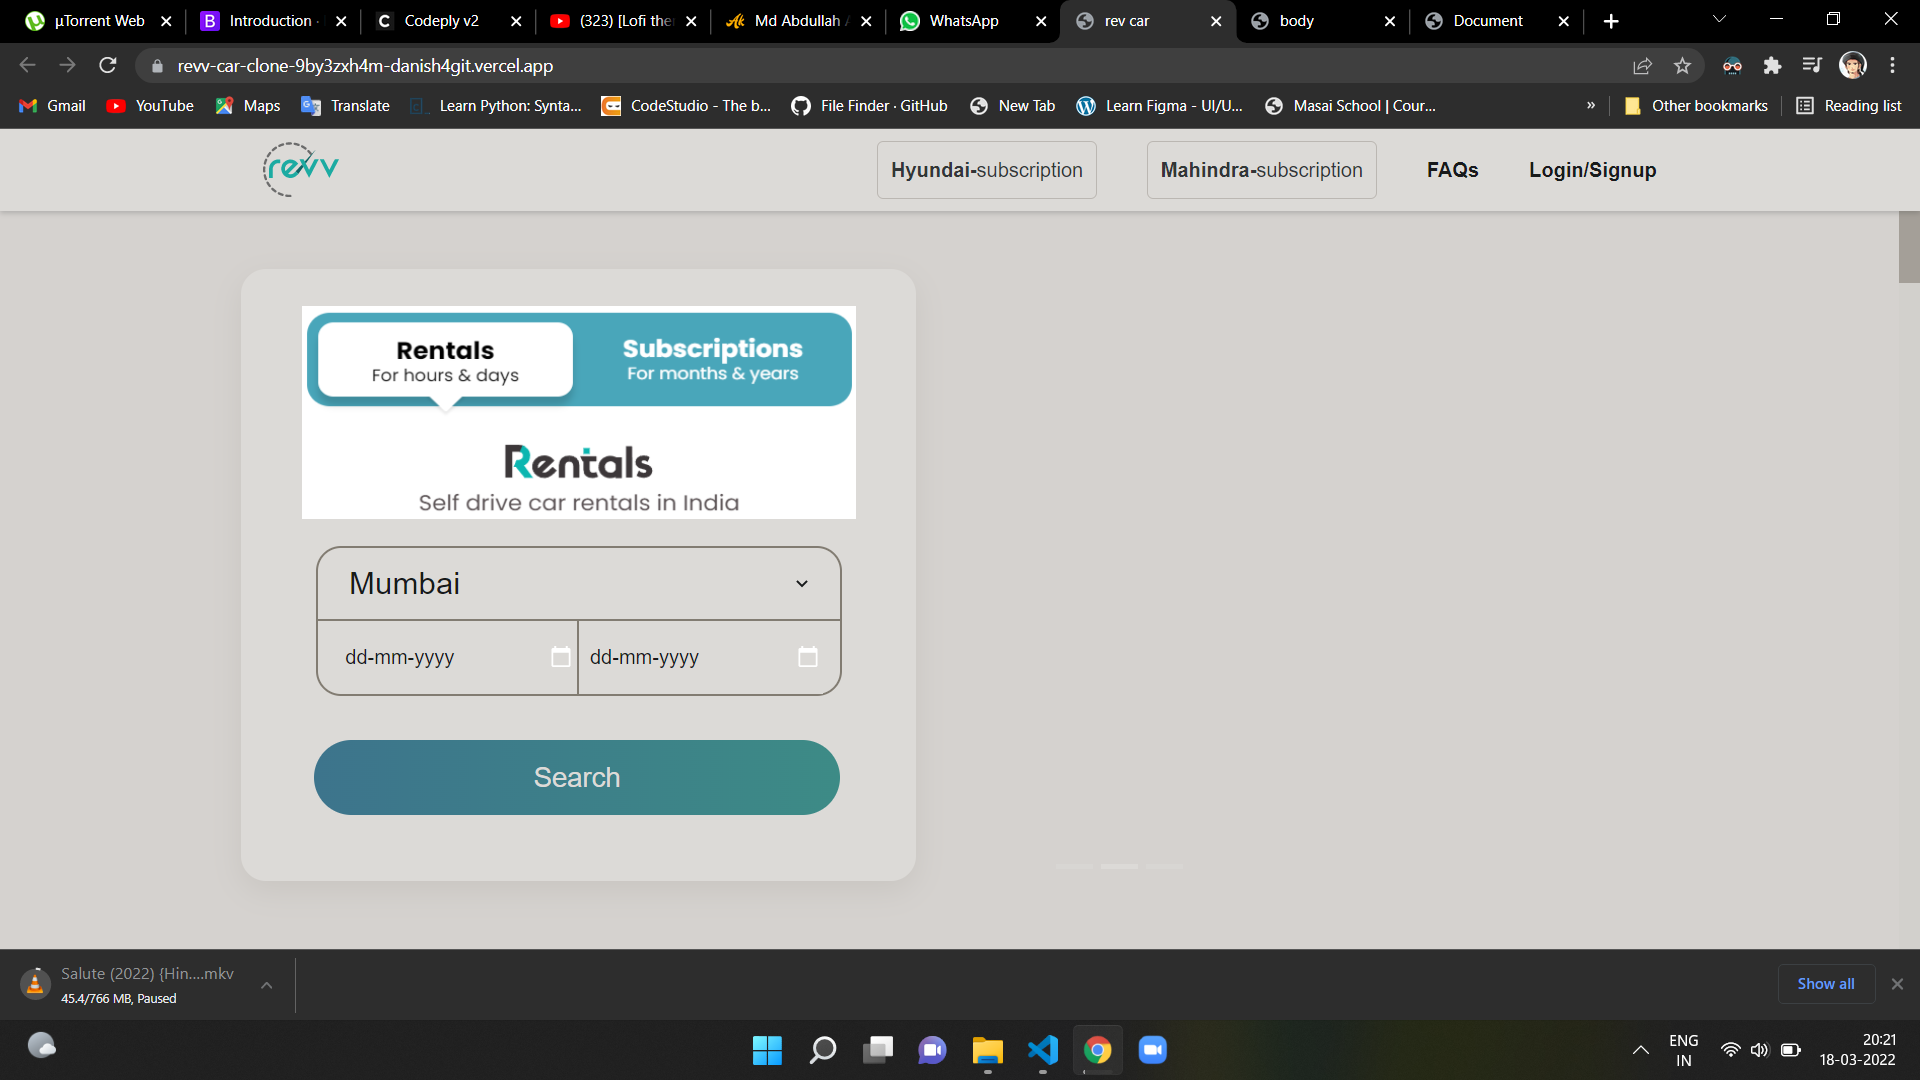 µTorrent Web
Introduction ·
Codeply v2
(323) [Lofi the
Md Abdullah A
WhatsApp
rev car
body
Document
revv-car-clone-9by3zxh4m-danish4git.vercel.app
Gmail
YouTube
Maps
Translate
Learn Python: Synta...
CodeStudio - The b...
File Finder · GitHub
New Tab
Learn Figma - UI/U...
Masai School | Cour...
»
Other bookmarks
Reading list
revv
Hyundai-subscription
Mahindra-subscription
FAQs
Login/Signup
Rentals
For hours & days
Subscriptions
For months & years
Rentals
Self drive car rentals in India
Mumbai
dd-mm-yyyy
dd-mm-yyyy
Search
Salute (2022) {Hin....mkv
45.4/766 MB, Paused
Show all
ENG
IN
20:21
18-03-2022